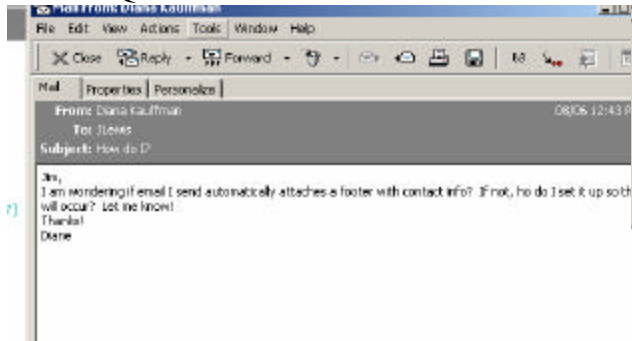 Mail From: Diana Kauffman
File Edit View Actions Tools Window Help
Close Reply Forward
Mail Properties Personalize
From: Diana Kauffman 08/06 12:43 P
To: JLewis
Subject: How do I?
Jim,
I am wondering if email I send automatically attaches a footer with contact info? If not, ho do I set it up so th
will occur? Let me know!
Thanks!
Diane